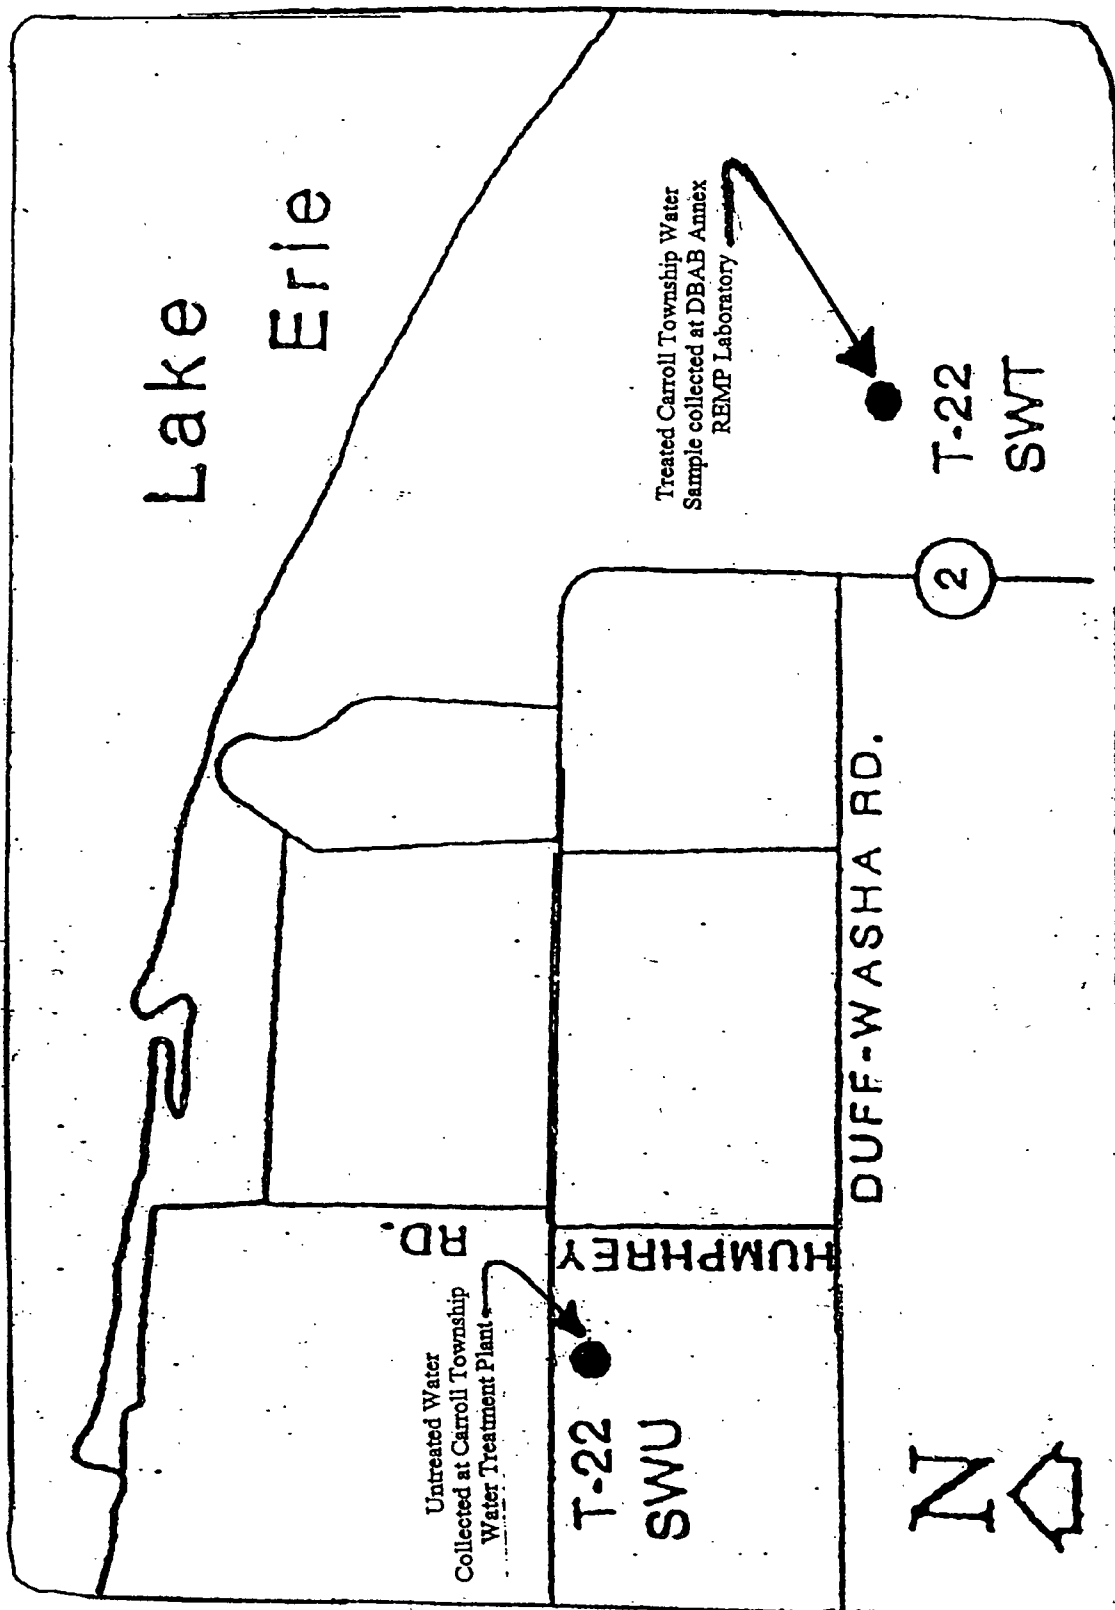 Lake
Erie
Treated Carroll Township Water
Sample collected at DBAB Annex
REMP Laboratory
T-22
SWT
2
DUFF-WASHA RD.
HUMPHREY
RD.
Untreated Water
Collected at Carroll Township
Water Treatment Plant
T-22
SWU
N